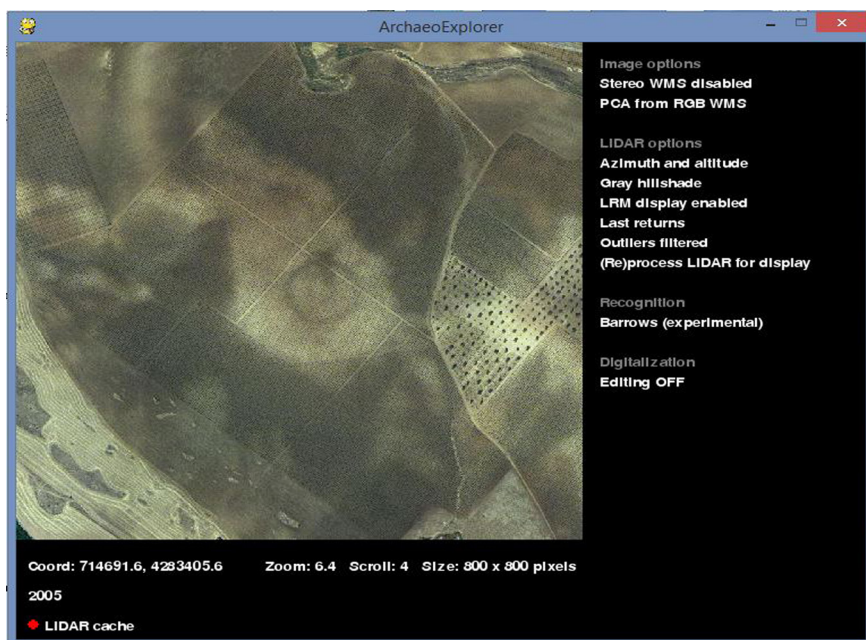 ArchaeoExplorer
Image options
Stereo WMS disabled
PCA from RGB WMS
LIDAR options
Azimuth and altitude
Gray hillshade
LRM display enabled
Last returns
Outliers filtered
(Re)process LIDAR for display
Recognition
Barrows (experimental)
Digitalization
Editing OFF
Coord: 714691.6, 4283405.6 Zoom: 6.4 Scroll: 4 Size: 800 x 800 pixels
2005
LIDAR cache